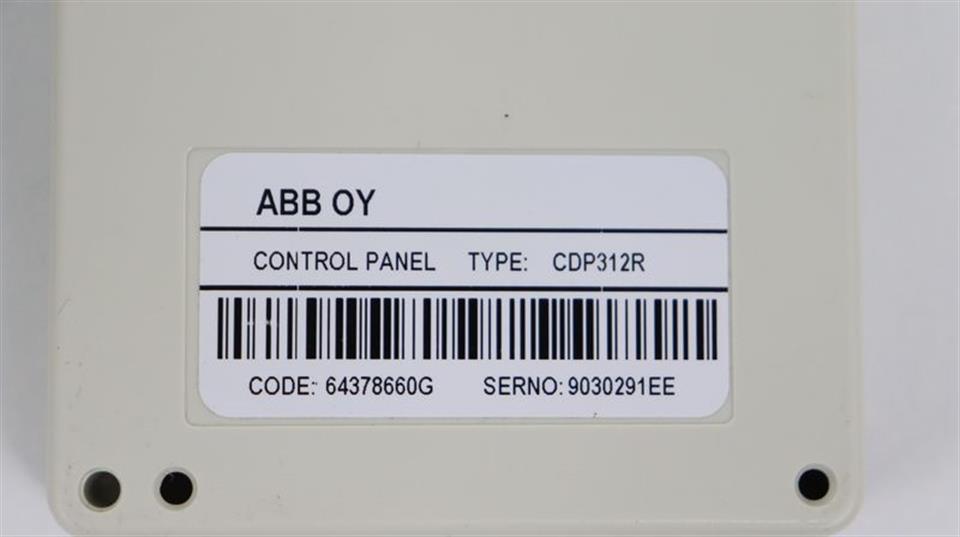 ABB OY
CONTROL PANEL TYPE: CDP312R
CODE: 64378660G SERNO: 9030291EE